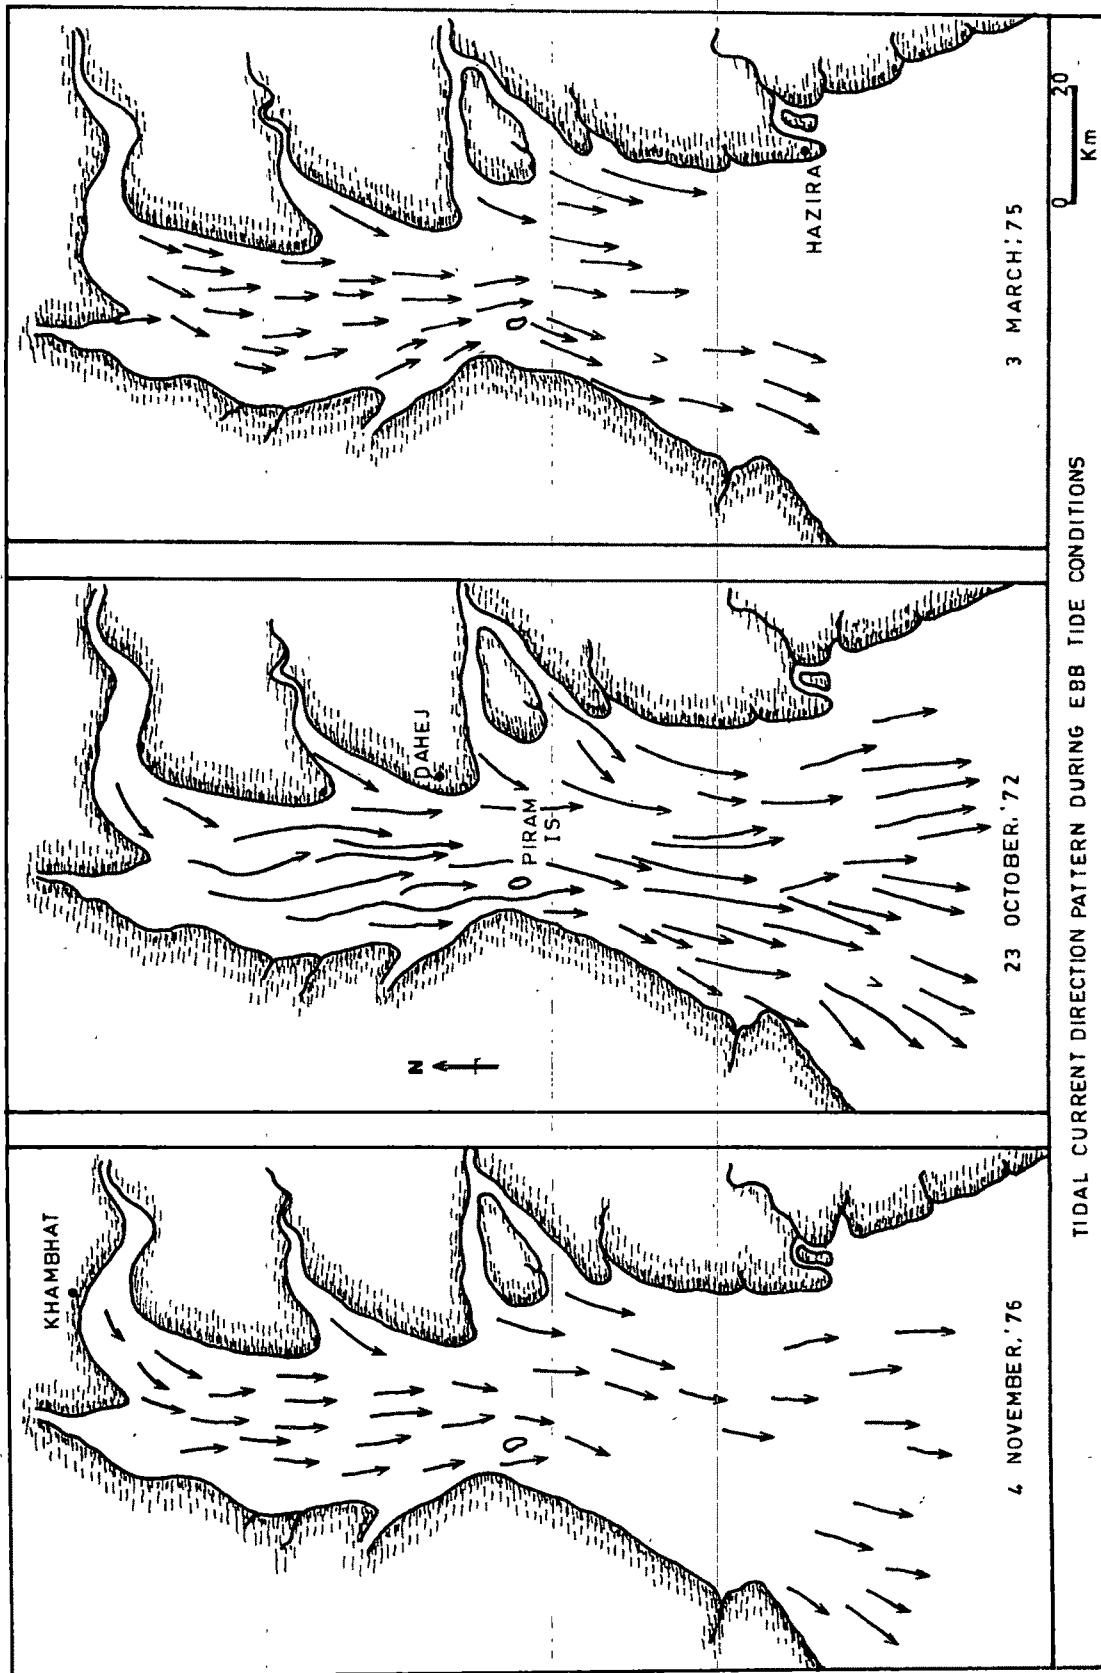 KHAMBHAT
4 NOVEMBER,'76
N
DAHEJ
PIRAM
IS
23 OCTOBER,'72
HAZIRA
3 MARCH,'75
0 20
Km
TIDAL CURRENT DIRECTION PATTERN DURING EBB TIDE CONDITIONS